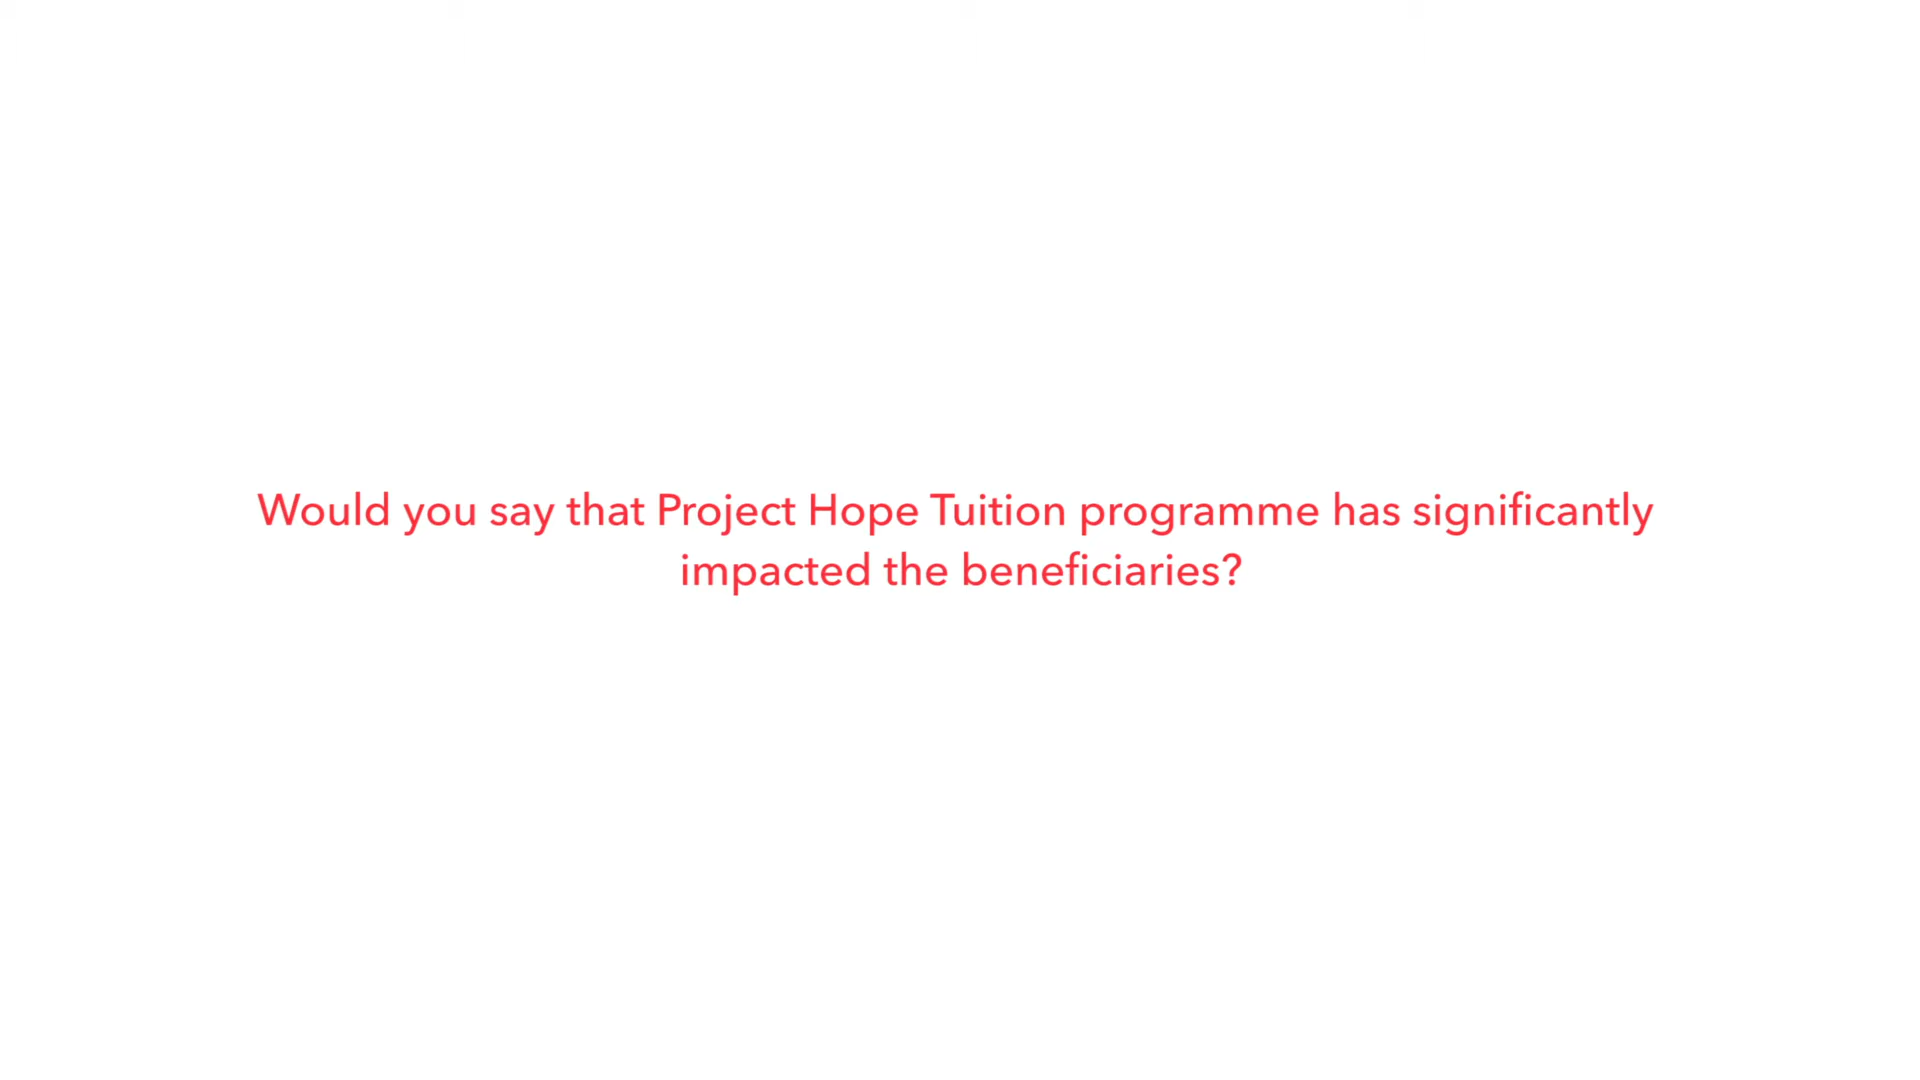 Would you say that Project Hope Tuition programme has significantly
impacted the beneficiaries?